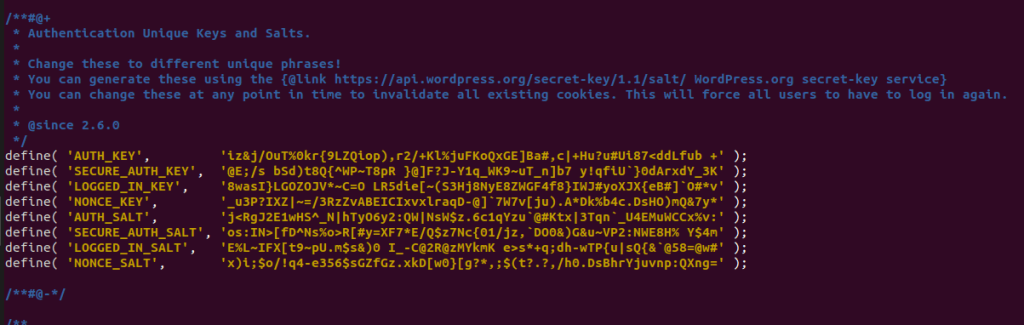 /**#@+
 * Authentication Unique Keys and Salts.
 *
 * Change these to different unique phrases!
 * You can generate these using the {@link https://api.wordpress.org/secret-key/1.1/salt/ WordPress.org secret-key service}
 * You can change these at any point in time to invalidate all existing cookies. This will force all users to have to log in again.
 *
 * @since 2.6.0
 */
define( 'AUTH_KEY',         'iz&j/OuT%0kr{9LZQiop),r2/+Kl%juFKoQxGE]Ba#,c|+Hu?u#Ui87<ddLfub +' );
define( 'SECURE_AUTH_KEY',  '@E;/s bSd)t8Q{^WP~T8pR }@]F?J-Y1q_WK9~uT_n]b7 y!qfiU`}0dArxdY_3K' );
define( 'LOGGED_IN_KEY',    '8wasI}LGOZOJV*~C=O LR5die[~(S3Hj8NyE8ZWGF4f8}IWJ#yoXJX{eB#]`O#*v' );
define( 'NONCE_KEY',        '_u3P?IXZ|~=/3RzZvABEICIxvxlraqD-@]`7W7v[ju).A*Dk%b4c.DsHO)mQ&7y*' );
define( 'AUTH_SALT',        'j<RgJ2E1wHS^_N|hTyO6y2:QW|NsW$z.6c1qYzu`@#Ktx|3Tqn`_U4EMuWCCx%v:' );
define( 'SECURE_AUTH_SALT', 'os:IN>[fD^Ns%o>R[#y=XF7*E/Q$z7Nc{01/jz,`DO0&)G&u~VP2:NWE8H% Y$4m' );
define( 'LOGGED_IN_SALT',   'E%L~IFX[t9~pU.m$s&)0 I_-C@2R@zMYkmK e>s*+q;dh-wTP{u|sQ{&`@58=@w#' );
define( 'NONCE_SALT',       'x)i;$o/!q4-e356$sGZfGz.xkD[w0}[g?*,;$(t?.?,/h0.DsBhrYjuvnp:QXng=' );
/**#@-*/
/**